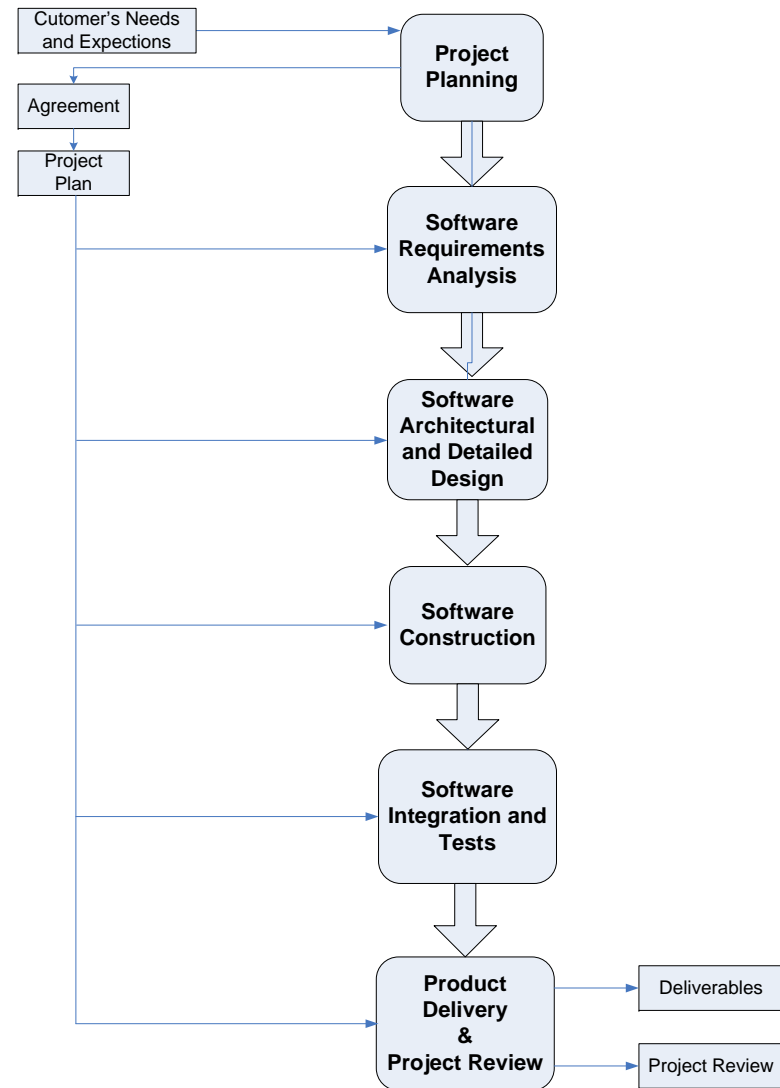 Cutomer's Needs
and Expections
Project
Planning
Agreement
Project
Plan
Software
Requirements
Analysis
Software
Architectural
and Detailed
Design
Software
Construction
Software
Integration and
Tests
Product
Delivery
&
Project Review
Deliverables
Project Review